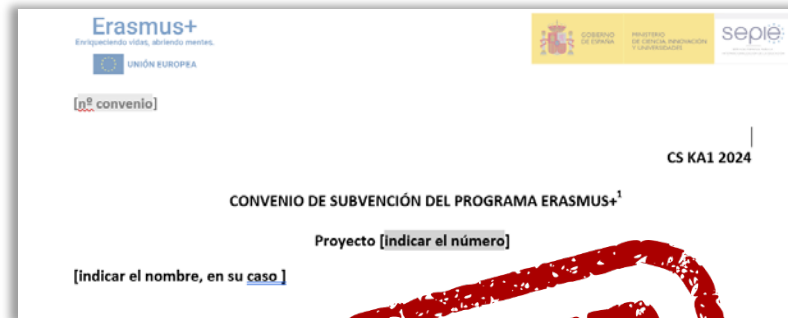 Erasmus+
Enriqueciendo vidas, abriendo mentes.
UNIÓN EUROPEA
GOBIERNO DE ESPAÑA
MINISTERIO DE CIENCIA, INNOVACIÓN Y UNIVERSIDADES
sepie
[nº convenio]
CS KA1 2024
CONVENIO DE SUBVENCIÓN DEL PROGRAMA ERASMUS+¹
Proyecto [indicar el número]
[indicar el nombre, en su caso ]